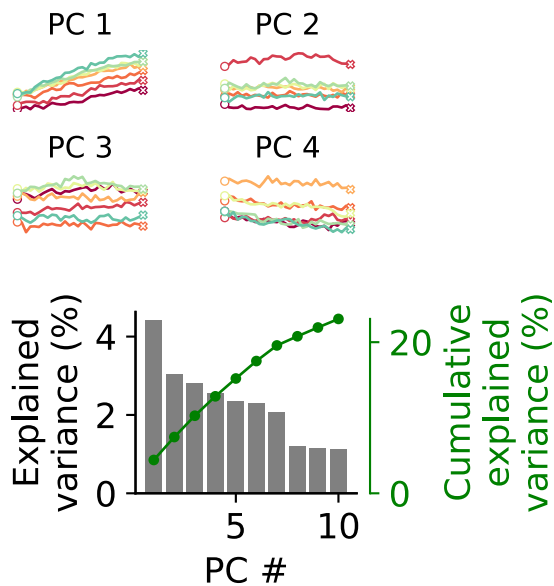 PC 1
PC 2
PC 3
PC 4
Explained
variance (%)
4
2
0
5
10
PC #
20
0
Cumulative
explained
variance (%)